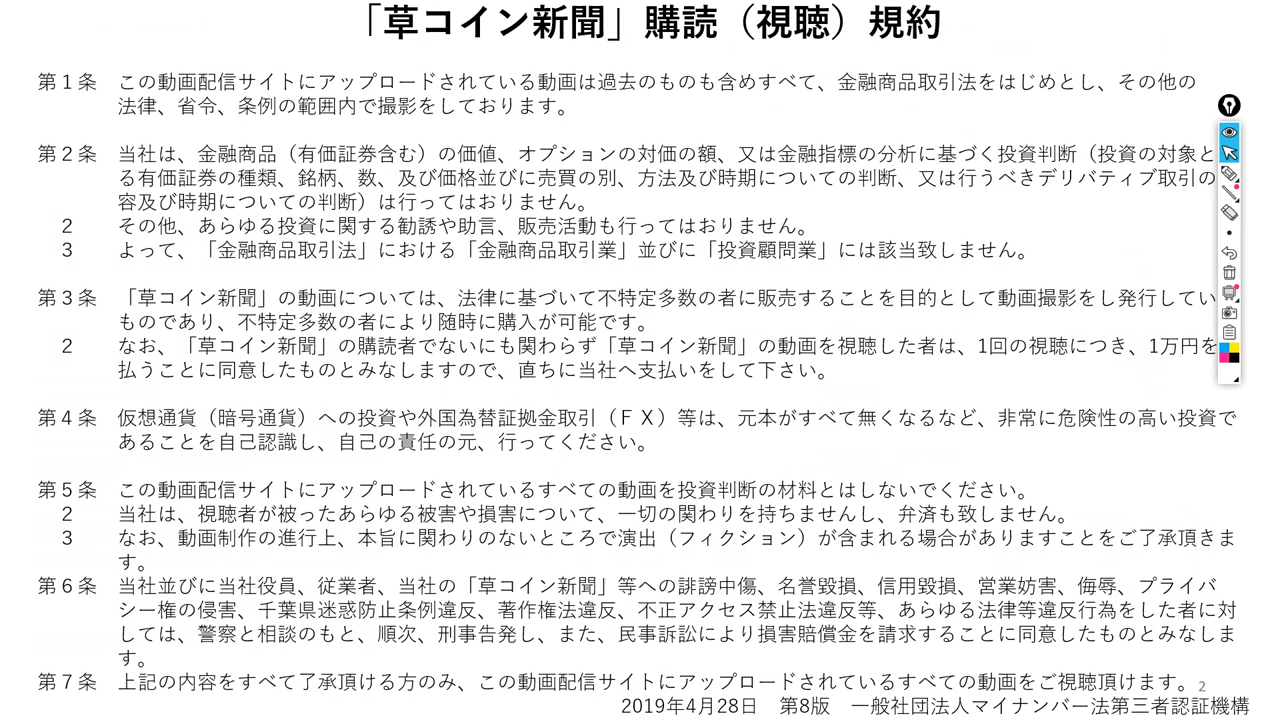 「草コイン新聞」購読（視聴）規約
第１条　この動画配信サイトにアップロードされている動画は過去のものも含めすべて、金融商品取引法をはじめとし、その他の
法律、省令、条例の範囲内で撮影をしております。
第２条　当社は、金融商品（有価証券含む）の価値、オプションの対価の額、又は金融指標の分析に基づく投資判断（投資の対象と
る有価証券の種類、銘柄、数、及び価格並びに売買の別、方法及び時期についての判断、又は行うべきデリバティブ取引の
容及び時期についての判断）は行ってはおりません。
2　その他、あらゆる投資に関する勧誘や助言、販売活動も行ってはおりません。
3　よって、「金融商品取引法」における「金融商品取引業」並びに「投資顧問業」には該当致しません。
第３条　「草コイン新聞」の動画については、法律に基づいて不特定多数の者に販売することを目的として動画撮影をし発行してい
ものであり、不特定多数の者により随時に購入が可能です。
2　なお、「草コイン新聞」の購読者でないにも関わらず「草コイン新聞」の動画を視聴した者は、1回の視聴につき、1万円を
払うことに同意したものとみなしますので、直ちに当社へ支払いをして下さい。
第４条　仮想通貨（暗号通貨）への投資や外国為替証拠金取引（ＦＸ）等は、元本がすべて無くなるなど、非常に危険性の高い投資で
あることを自己認識し、自己の責任の元、行ってください。
第５条　この動画配信サイトにアップロードされているすべての動画を投資判断の材料とはしないでください。
2　当社は、視聴者が被ったあらゆる被害や損害について、一切の関わりを持ちませんし、弁済も致しません。
3　なお、動画制作の進行上、本旨に関わりのないところで演出（フィクション）が含まれる場合がありますことをご了承頂きま
す。
第６条　当社並びに当社役員、従業者、当社の「草コイン新聞」等への誹謗中傷、名誉毀損、信用毀損、営業妨害、侮辱、プライバ
シー権の侵害、千葉県迷惑防止条例違反、著作権法違反、不正アクセス禁止法違反等、あらゆる法律等違反行為をした者に対
しては、警察と相談のもと、順次、刑事告発し、また、民事訴訟により損害賠償金を請求することに同意したものとみなしま
す。
第７条　上記の内容をすべて了承頂ける方のみ、この動画配信サイトにアップロードされているすべての動画をご視聴頂けます。
2
2019年4月28日　第8版　一般社団法人マイナンバー法第三者認証機構